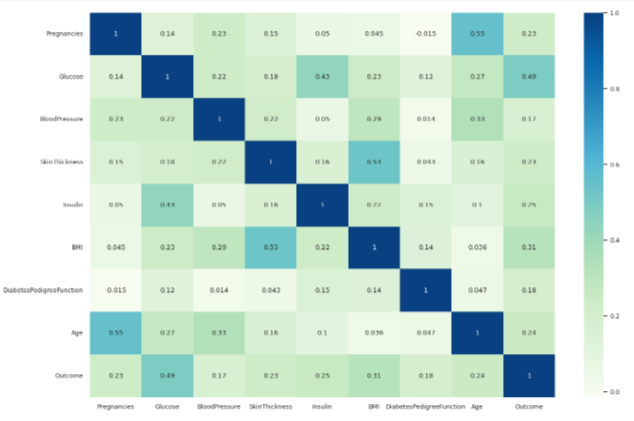 1.0
Pregnancies 1 0.14 0.23 0.15 0.05 0.045 -0.015 0.55 0.23
Glucose 0.14 1 0.22 0.18 0.43 0.23 0.12 0.27 0.49
0.8
BloodPressure 0.23 0.22 1 0.22 0.05 0.29 0.014 0.33 0.17
SkinThickness 0.15 0.18 0.22 1 0.16 0.53 0.043 0.16 0.23
0.6
Insulin 0.05 0.43 0.05 0.16 1 0.22 0.15 0.1 0.25
0.4
BMI 0.045 0.23 0.29 0.53 0.22 1 0.14 0.036 0.31
DiabetesPedigreeFunction -0.015 0.12 0.014 0.043 0.15 0.14 1 0.047 0.18
0.2
Age 0.55 0.27 0.33 0.16 0.1 0.036 0.047 1 0.24
Outcome 0.23 0.49 0.17 0.23 0.25 0.31 0.18 0.24 1
0.0
Pregnancies Glucose BloodPressure SkinThickness Insulin BMI DiabetesPedigreeFunction Age Outcome